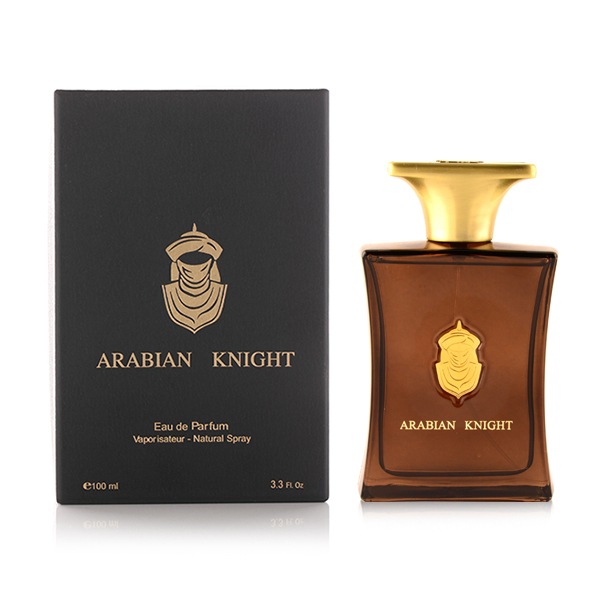 ARABIAN KNIGHT
Eau de Parfum
Vaporisateur - Natural Spray
℮100 ml
3.3 Fl. Oz
ARABIAN KNIGHT